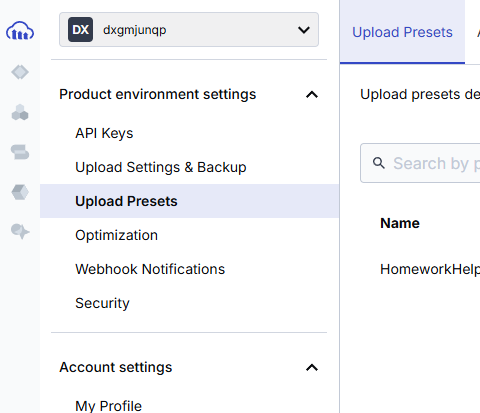 DX dxgmjunqp
Product environment settings
API Keys
Upload Settings & Backup
Upload Presets
Optimization
Webhook Notifications
Security
Account settings
My Profile
Upload Presets
Upload presets de
Search by p
Name
HomeworkHelp